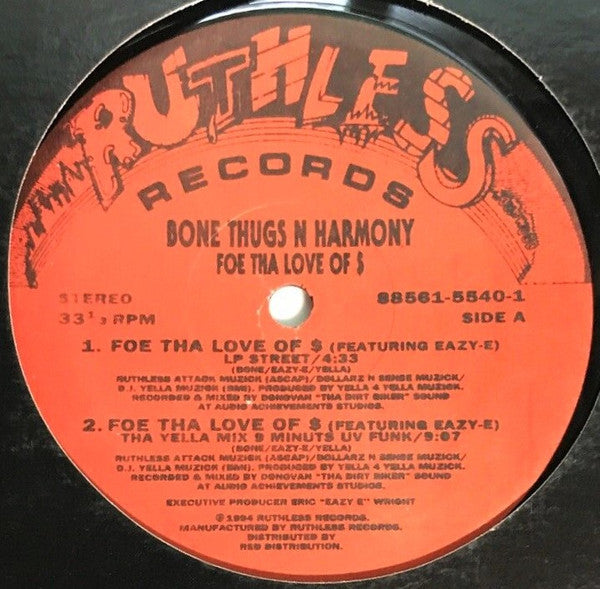 RUTHLESS
RECORDS
BONE THUGS N HARMONY
FOE THA LOVE OF $
STEREO
33 1/3 RPM
88561-5540-1
SIDE A
1. FOE THA LOVE OF $ (FEATURING EAZY-E)
LP STREET/4:33
(BONE/EAZY-E/YELLA)
RUTHLESS ATTACK MUZICK (ASCAP)/DOLLARZ N SENSE MUZICK/
D.J. YELLA MUZICK (BMI). PRODUCED BY YELLA 4 YELLA MUZICK.
RECORDED & MIXED BY DONOVAN "THA DIRT BIKER" SOUND
AT AUDIO ACHIEVEMENTS STUDIOS.
2. FOE THA LOVE OF $ (FEATURING EAZY-E)
THA YELLA MIX 9 MINUTS UV FUNK/9:07
(BONE/EAZY-E/YELLA)
RUTHLESS ATTACK MUZICK (ASCAP)/DOLLARZ N SENSE MUZICK/
D.J. YELLA MUZICK (BMI). PRODUCED BY YELLA 4 YELLA MUZICK.
RECORDED & MIXED BY DONOVAN "THA DIRT BIKER" SOUND
AT AUDIO ACHIEVEMENTS STUDIOS.
EXECUTIVE PRODUCER ERIC "EAZY E" WRIGHT
℗ 1994 RUTHLESS RECORDS.
MANUFACTURED BY RUTHLESS RECORDS.
DISTRIBUTED BY
RED DISTRIBUTION.